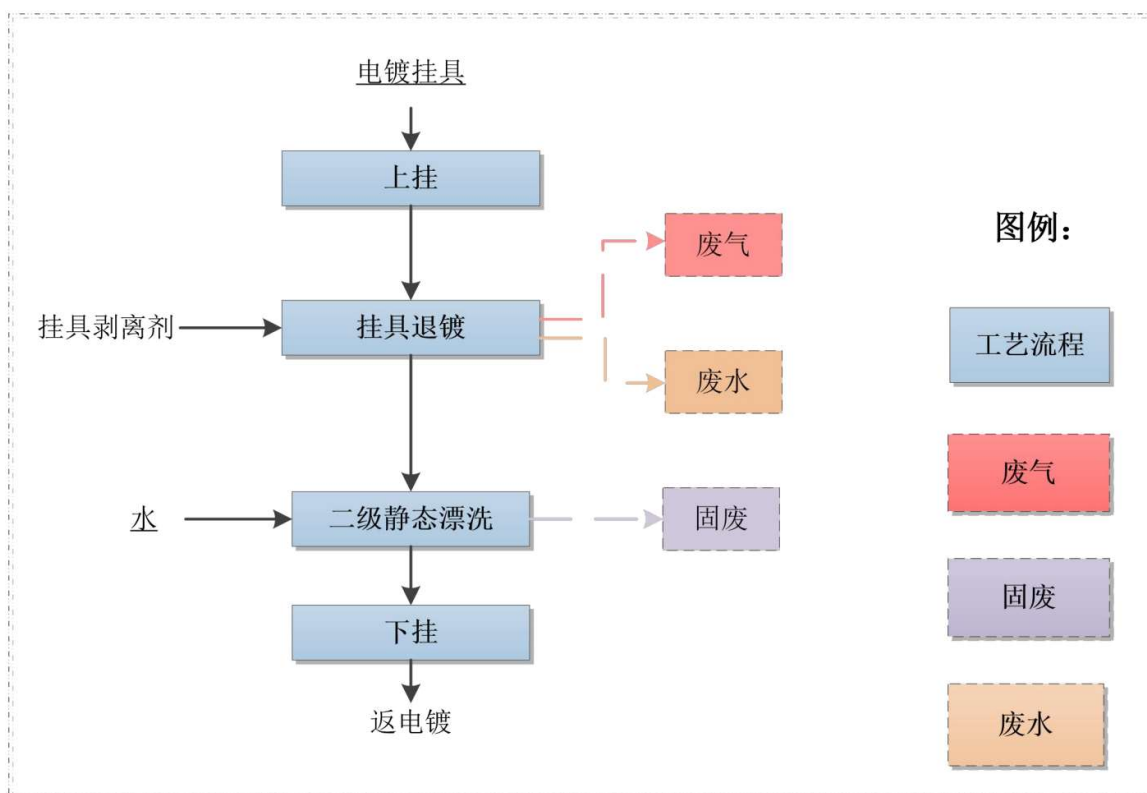 电镀挂具
上挂
废气
图例：
挂具剥离剂
挂具退镀
工艺流程
废水
废气
水
二级静态漂洗
固废
固废
下挂
返电镀
废水